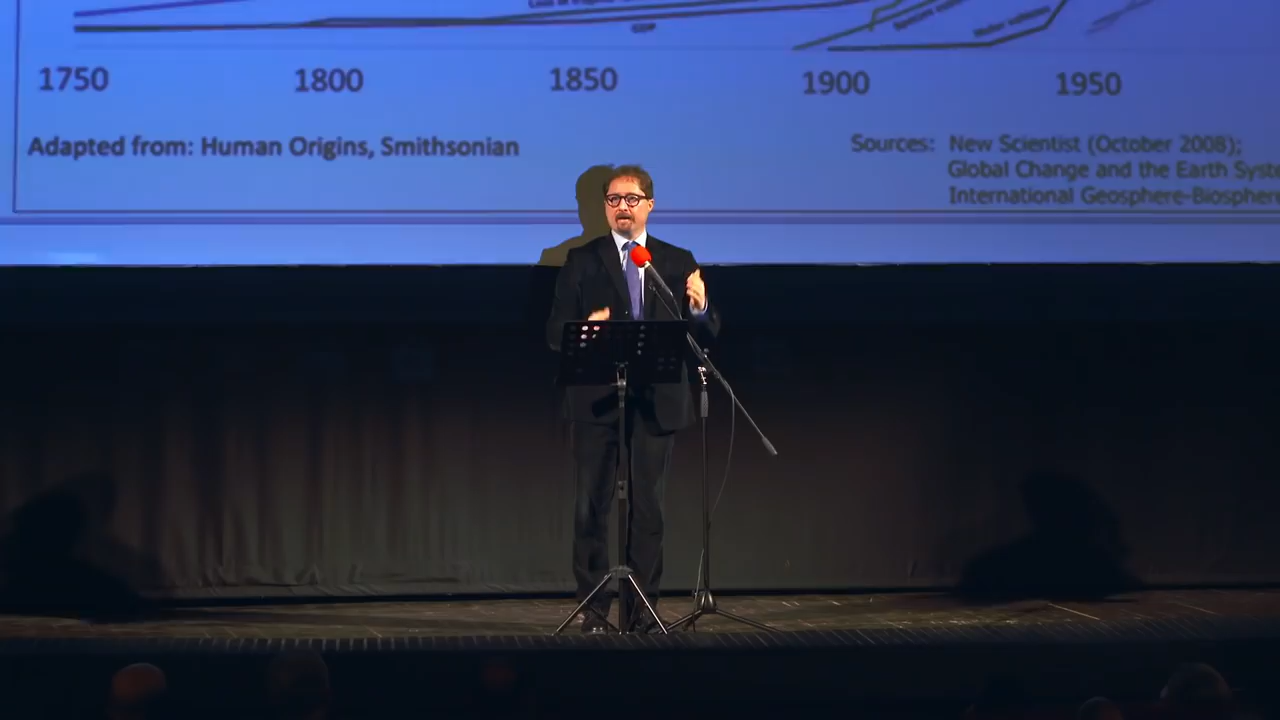 1750 1800 1850 1900 1950
Adapted from: Human Origins, Smithsonian
Sources: New Scientist (October 2008);
Global Change and the Earth Syste
International Geosphere-Biosphere